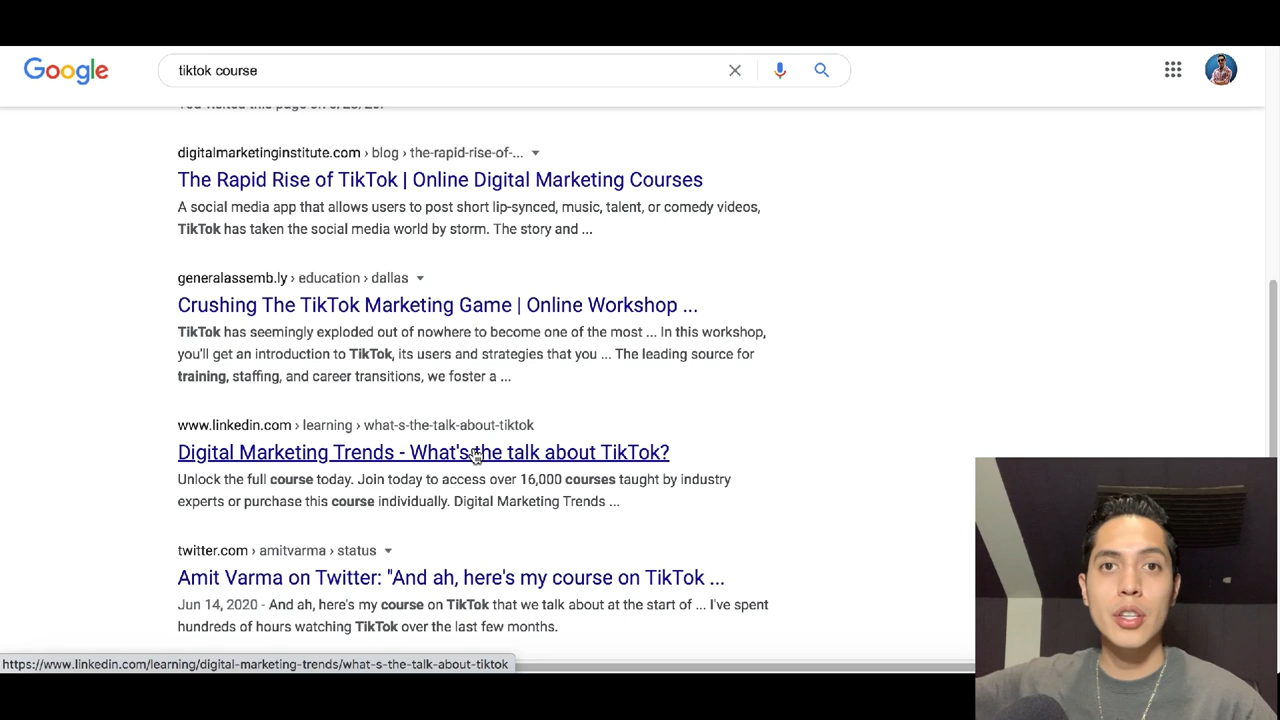 Google
tiktok course
You visited this page on 6/28/20.
digitalmarketinginstitute.com › blog › the-rapid-rise-of-...
The Rapid Rise of TikTok | Online Digital Marketing Courses
A social media app that allows users to post short lip-synced, music, talent, or comedy videos,
TikTok has taken the social media world by storm. The story and ...
generalassemb.ly › education › dallas
Crushing The TikTok Marketing Game | Online Workshop ...
TikTok has seemingly exploded out of nowhere to become one of the most ... In this workshop,
you'll get an introduction to TikTok, its users and strategies that you ... The leading source for
training, staffing, and career transitions, we foster a ...
www.linkedin.com › learning › what-s-the-talk-about-tiktok
Digital Marketing Trends - What's the talk about TikTok?
Unlock the full course today. Join today to access over 16,000 courses taught by industry
experts or purchase this course individually. Digital Marketing Trends ...
twitter.com › amitvarma › status
Amit Varma on Twitter: "And ah, here's my course on TikTok ...
Jun 14, 2020 - And ah, here's my course on TikTok that we talk about at the start of ... I've spent
hundreds of hours watching TikTok over the last few months.
https://www.linkedin.com/learning/digital-marketing-trends/what-s-the-talk-about-tiktok